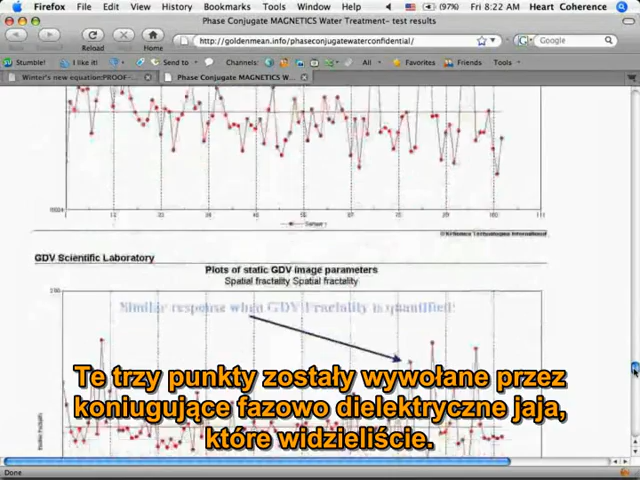 Firefox File Edit View History Bookmarks Tools Window Help (97%) Fri 8:22 AM Heart Coherence
Phase Conjugate MAGNETICS Water Treatment- test results
Back Forward Reload Stop Home http://goldenmean.info/phaseconjugatewaterconfidential/ Google
Stumble! I like it! Send to Channels: All Favorites Friends Tools
Winter's new equation:PROOF-... Phase Conjugate MAGNETICS W...
GDV Scientific Laboratory
Plots of static GDV image parameters
Spatial fractality Spatial fractality
Similar response when GDV Fractality is quantified!
Te trzy punkty zostały wywołane przez
koniugujące fazowo dielektryczne jaja,
które widzieliście.
Done